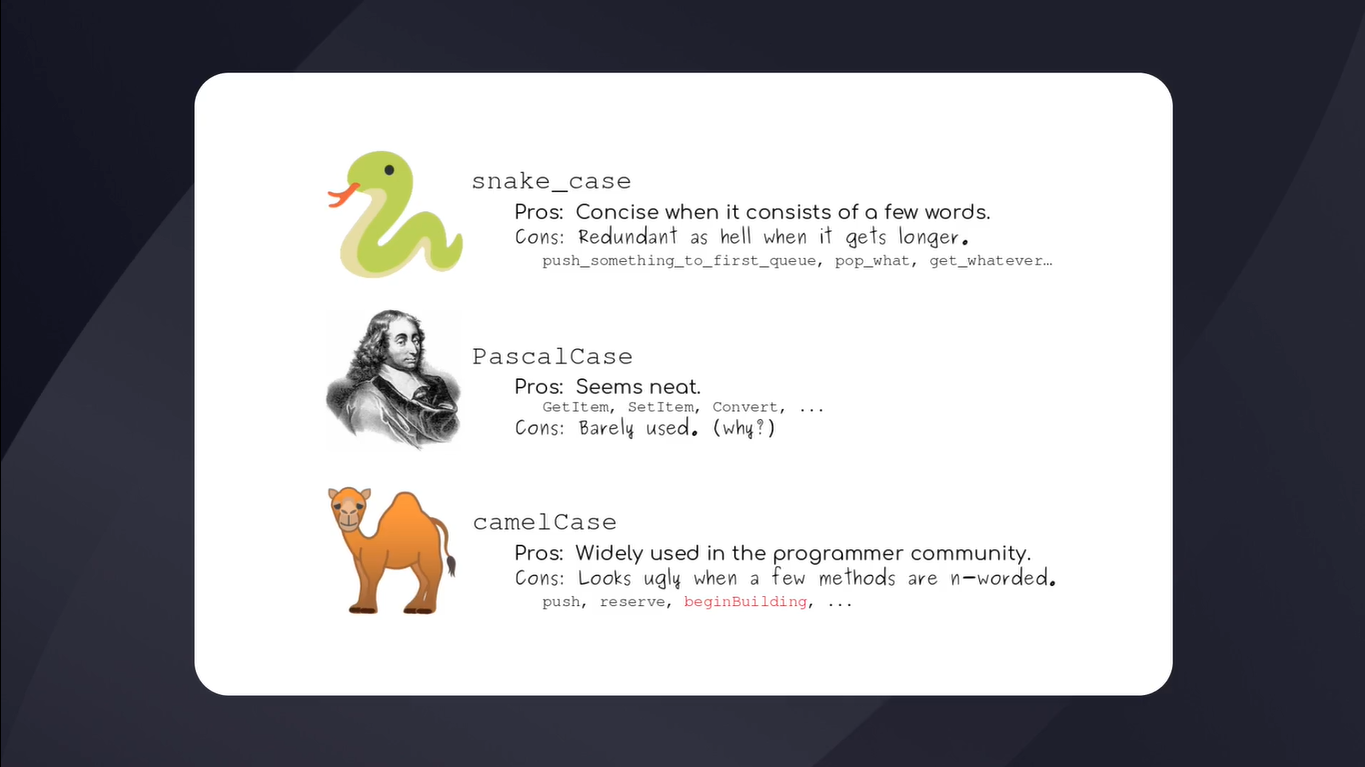 snake_case
Pros: Concise when it consists of a few words.
Cons: Redundant as hell when it gets longer.
push_something_to_first_queue, pop_what, get_whatever…
PascalCase
Pros: Seems neat.
GetItem, SetItem, Convert, ...
Cons: Barely used. (why?)
camelCase
Pros: Widely used in the programmer community.
Cons: Looks ugly when a few methods are n-worded.
push, reserve, beginBuilding, ...